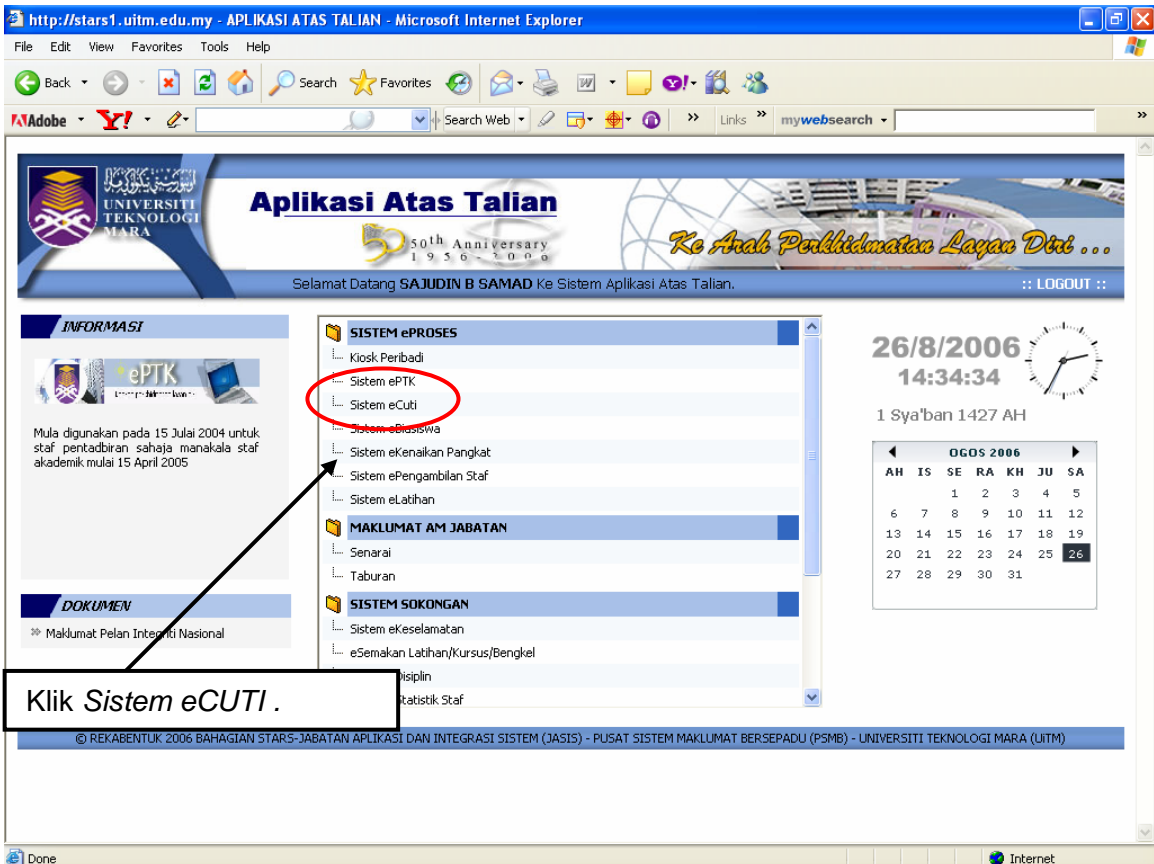 http://stars1.uitm.edu.my - APLIKASI ATAS TALIAN - Microsoft Internet Explorer
File Edit View Favorites Tools Help
Back Search Favorites
Adobe Y! Search Web Links mywebsearch
UNIVERSITI
TEKNOLOGI
MARA
Aplikasi Atas Talian
50th Anniversary
1956-2006
Ke Arah Perkhidmatan Layan Diri ...
Selamat Datang SAJUDIN B SAMAD Ke Sistem Aplikasi Atas Talian.
:: LOGOUT ::
INFORMASI
ePTK
Mula digunakan pada 15 Julai 2004 untuk
staf pentadbiran sahaja manakala staf
akademik mulai 15 April 2005
DOKUMEN
Maklumat Pelan Integriti Nasional
SISTEM ePROSES
Kiosk Peribadi
Sistem ePTK
Sistem eCuti
Sistem eBiasiswa
Sistem eKenaikan Pangkat
Sistem ePengambilan Staf
Sistem eLatihan
MAKLUMAT AM JABATAN
Senarai
Taburan
SISTEM SOKONGAN
Sistem eKeselamatan
eSemakan Latihan/Kursus/Bengkel
Disiplin
Statistik Staf
Klik Sistem eCUTI .
26/8/2006
14:34:34
1 Sya'ban 1427 AH
OGOS 2006
AH IS SE RA KH JU SA
1 2 3 4 5
6 7 8 9 10 11 12
13 14 15 16 17 18 19
20 21 22 23 24 25 26
27 28 29 30 31
© REKABENTUK 2006 BAHAGIAN STARS-JABATAN APLIKASI DAN INTEGRASI SISTEM (JASIS) - PUSAT SISTEM MAKLUMAT BERSEPADU (PSMB) - UNIVERSITI TEKNOLOGI MARA (UiTM)
Done
Internet